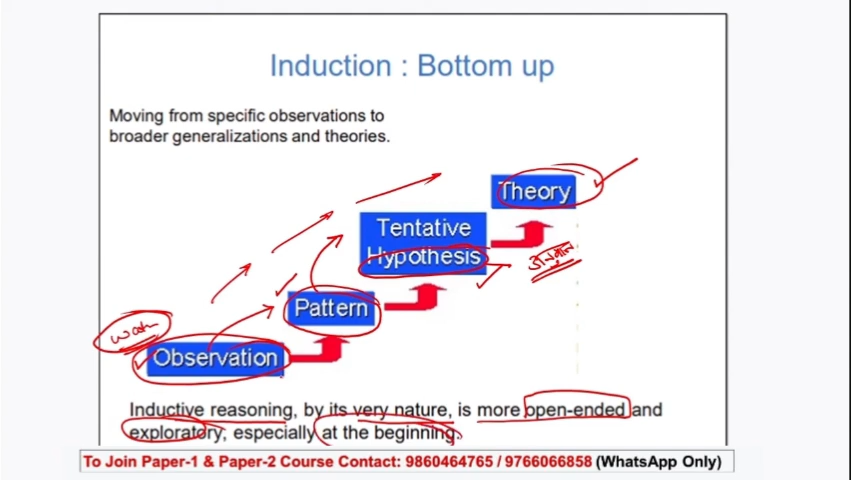 Induction : Bottom up
Moving from specific observations to
broader generalizations and theories.
Theory
Tentative
Hypothesis
Pattern
Observation
Inductive reasoning, by its very nature, is more open-ended and
exploratory, especially at the beginning.
To Join Paper-1 & Paper-2 Course Contact: 9860464765 / 9766066858 (WhatsApp Only)